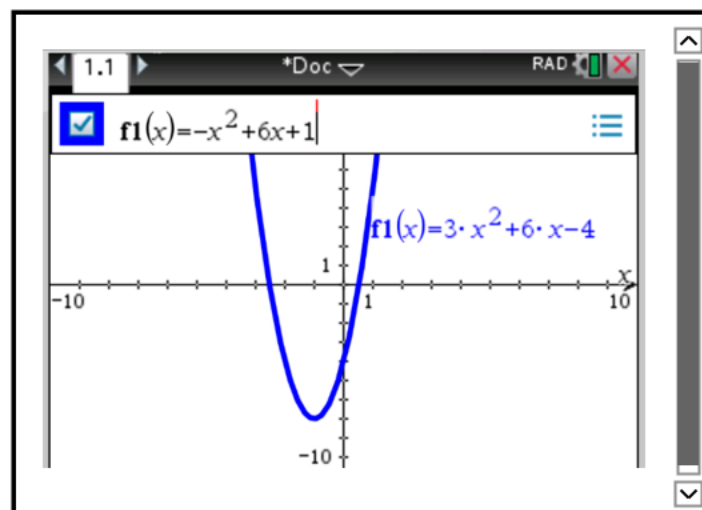 1.1 *Doc RAD
f1(x)=-x²+6x+1
f1(x)=3·x²+6·x-4
1
x
-10 1 10
-10